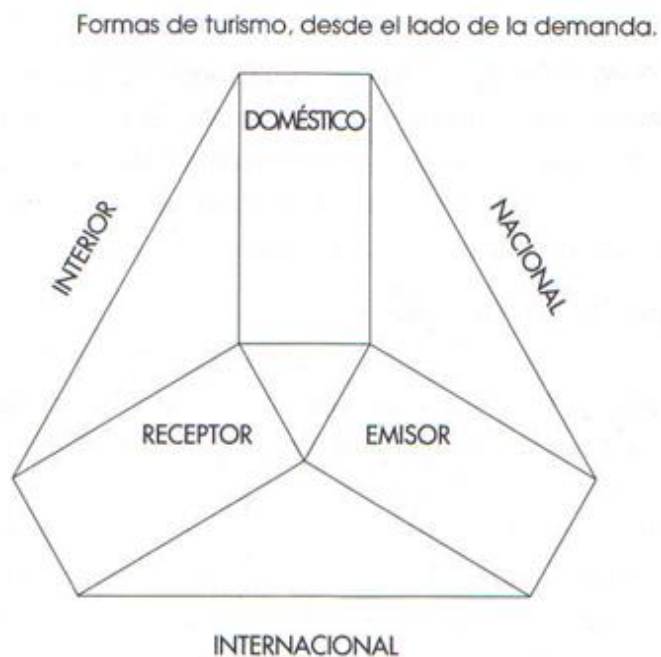 Formas de turismo, desde el lado de la demanda.
DOMÉSTICO
INTERIOR
NACIONAL
RECEPTOR
EMISOR
INTERNACIONAL